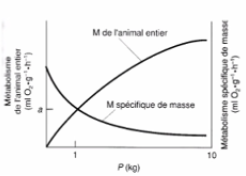 M de l'animal entier
Métabolisme
de l'animal entier
(ml O₂·g⁻¹·h⁻¹)
a
M spécifique de masse
Métabolisme spécifique de masse
(ml O₂·g⁻¹·h⁻¹)
1
10
P (kg)